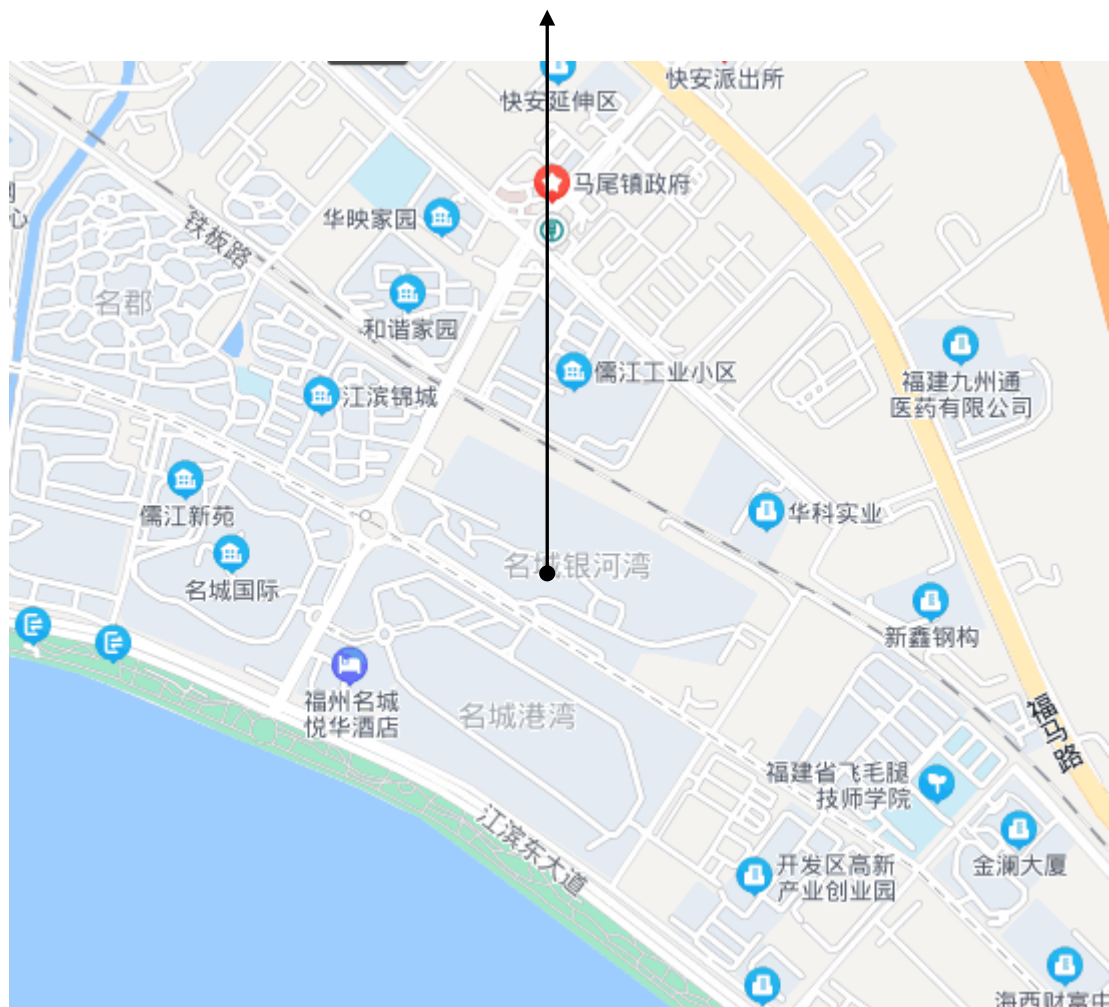 快安派出所
快安延伸区
马尾镇政府
华映家园
铁板路
名郡
和谐家园
儒江工业小区
福建九州通
医药有限公司
江滨锦城
儒江新苑
华科实业
名城银河湾
名城国际
新鑫钢构
福州名城
悦华酒店
名城港湾
福马路
福建省飞毛腿
技师学院
江滨东大道
开发区高新
产业创业园
金澜大厦
海西财富中